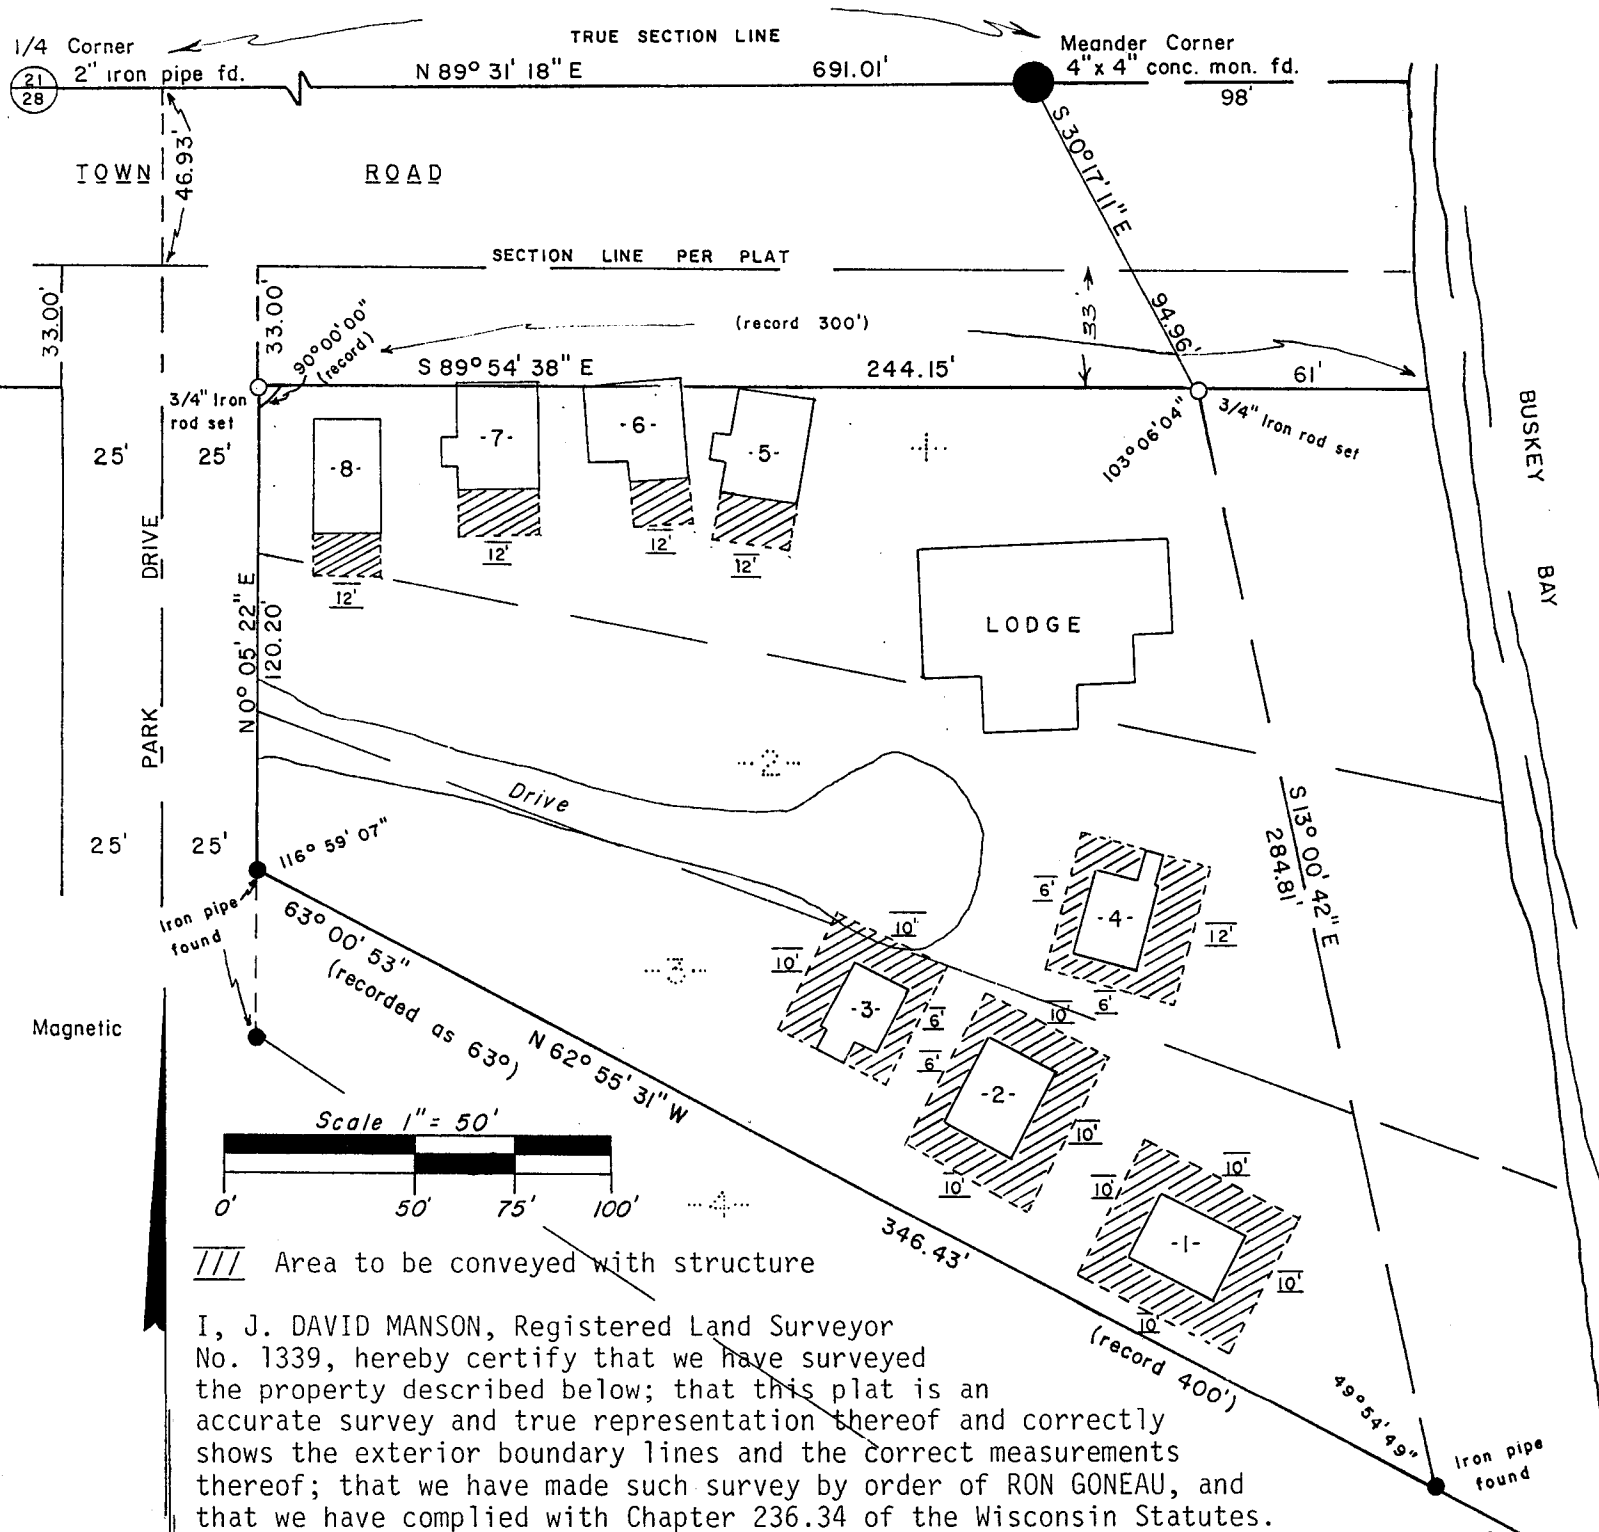 TRUE SECTION LINE
1/4 Corner
2" iron pipe fd.
21
28
N 89° 31' 18" E
691.01'
Meander Corner
4"x 4" conc. mon. fd.
98'
46.93'
TOWN ROAD
S 30° 17' 11" E
94.96'
SECTION LINE PER PLAT
33.00'
33.00'
90°00'00"
(record)
(record 300')
33'
S 89° 54' 38" E
244.15'
61'
3/4" Iron
rod set
103° 06' 04"
3/4" Iron rod set
25'
25'
-8-
-7-
-6-
-5-
-1-
12'
12'
12'
12'
BUSKEY BAY
LODGE
PARK DRIVE
N 0° 05' 22" E
120.20'
-2-
Drive
S 13° 00' 42" E
284.81'
25'
25'
116° 59' 07"
Iron pipe
found
63° 00' 53"
(recorded as 63°)
-3-
10'
10'
-3-
6'
6'
-4-
12'
6'
10'
6'
-2-
10'
10'
Magnetic
N 62° 55' 31" W
Scale 1" = 50'
0' 50' 75' 100'
-4-
346.43'
10'
10'
-1-
10'
10'
(record 400')
49° 54' 49"
Iron pipe
found
/// Area to be conveyed with structure
I, J. DAVID MANSON, Registered Land Surveyor
No. 1339, hereby certify that we have surveyed
the property described below; that this plat is an
accurate survey and true representation thereof and correctly
shows the exterior boundary lines and the correct measurements
thereof; that we have made such survey by order of RON GONEAU, and
that we have complied with Chapter 236.34 of the Wisconsin Statutes.